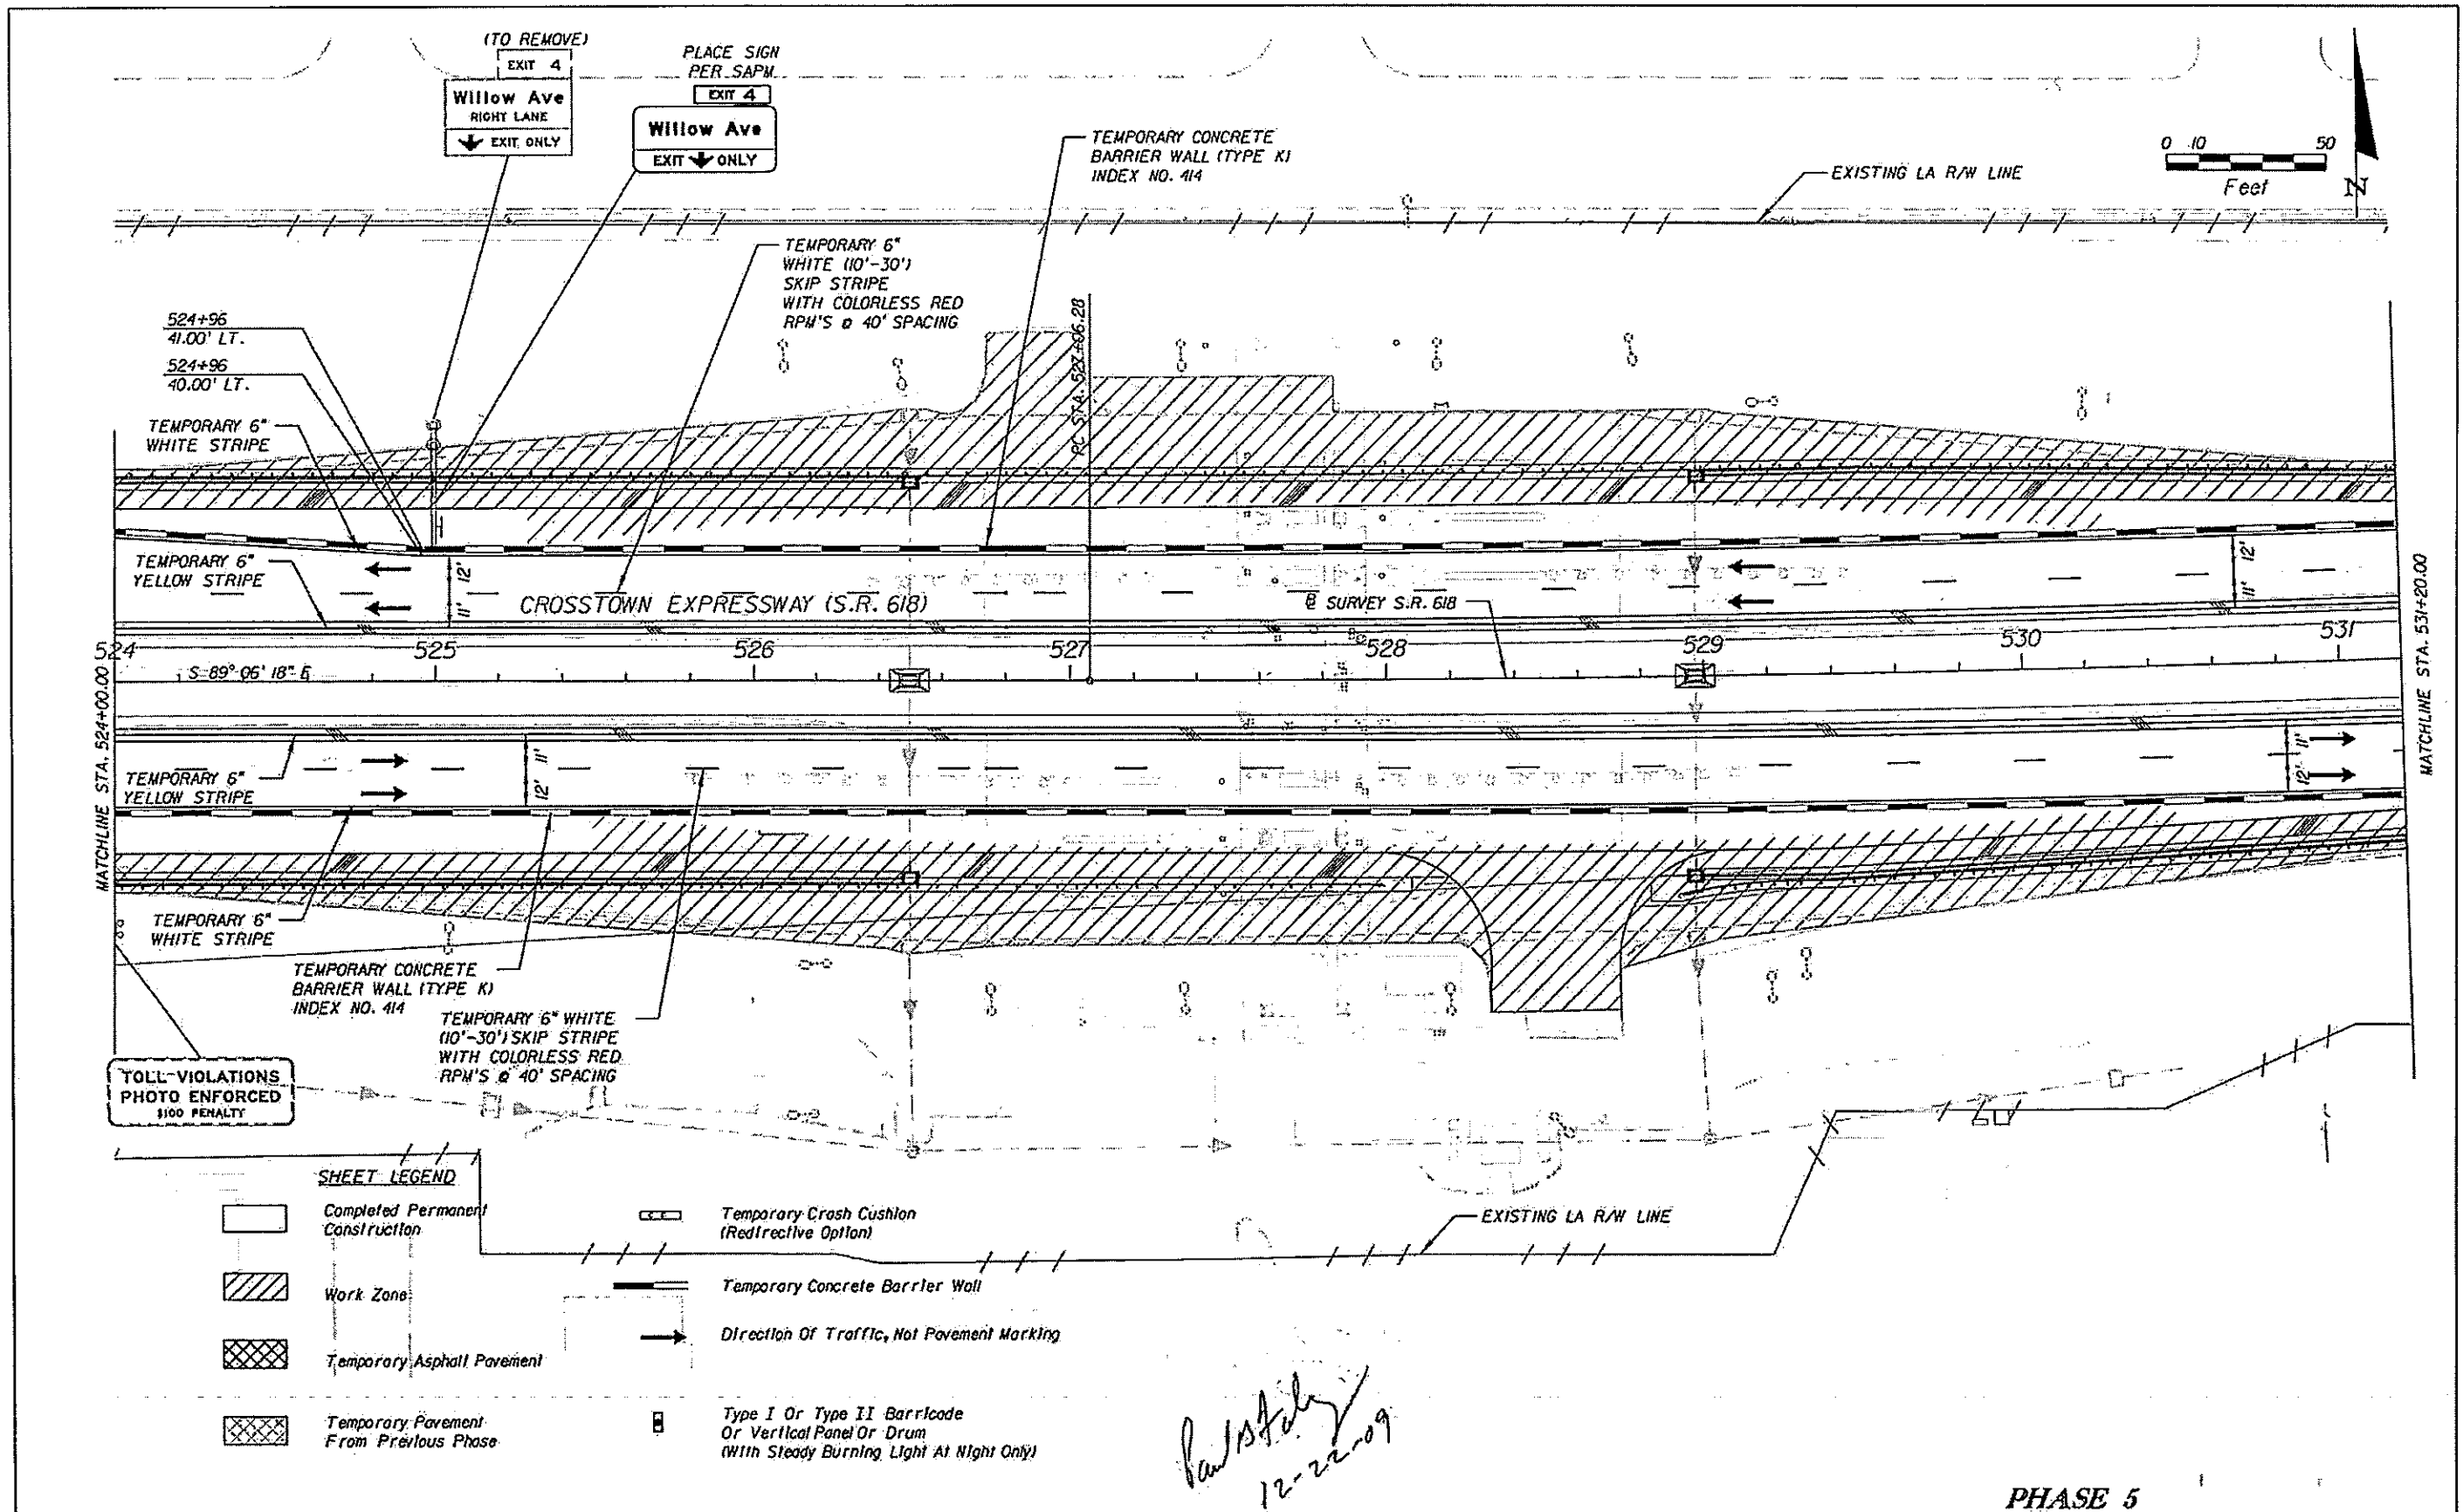 (TO REMOVE)
EXIT 4
Willow Ave
RIGHT LANE
EXIT ONLY
PLACE SIGN
PER SAPM
EXIT 4
Willow Ave
EXIT ONLY
TEMPORARY CONCRETE
BARRIER WALL (TYPE K)
INDEX NO. 414
EXISTING LA R/W LINE
0 10 50
Feet
N
TEMPORARY 6"
WHITE (10'-30')
SKIP STRIPE
WITH COLORLESS RED
RPM'S @ 40' SPACING
524+96
41.00' LT.
524+96
40.00' LT.
TEMPORARY 6"
WHITE STRIPE
PC STA. 527+06.28
TEMPORARY 6"
YELLOW STRIPE
12'
11'
12'
11'
CROSSTOWN EXPRESSWAY (S.R. 618)
SURVEY S.R. 618
524 525 526 527 528 529 530 531
S 89° 06' 18" E
MATCHLINE STA. 524+00.00
MATCHLINE STA. 531+20.00
TEMPORARY 6"
YELLOW STRIPE
11'
12'
11'
12'
TEMPORARY 6"
WHITE STRIPE
TEMPORARY CONCRETE
BARRIER WALL (TYPE K)
INDEX NO. 414
TEMPORARY 6" WHITE
(10'-30') SKIP STRIPE
WITH COLORLESS RED
RPM'S @ 40' SPACING
TOLL VIOLATIONS
PHOTO ENFORCED
$100 PENALTY
EXISTING LA R/W LINE
SHEET LEGEND
Completed Permanent
Construction
Work Zone
Temporary Asphalt Pavement
Temporary Pavement
From Previous Phase
Temporary Crash Cushion
(Redirective Option)
Temporary Concrete Barrier Wall
Direction Of Traffic, Not Pavement Marking
Type I Or Type II Barricade
Or Vertical Panel Or Drum
(With Steady Burning Light At Night Only)
12-22-09
PHASE 5